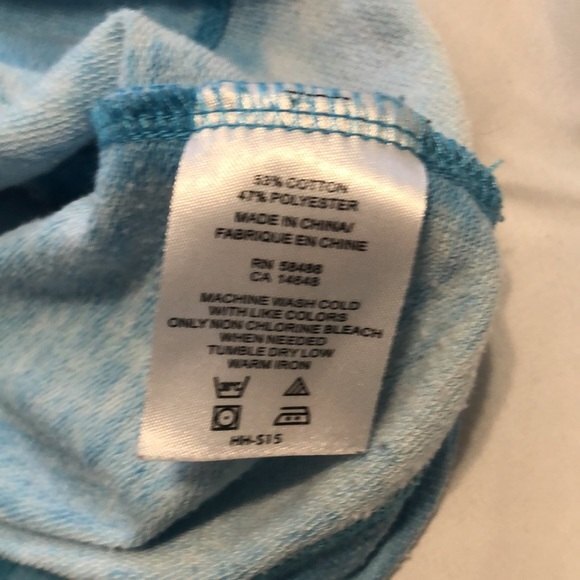 53% COTTON
47% POLYESTER
MADE IN CHINA/
FABRIQUE EN CHINE
RN 58486
CA 14648
MACHINE WASH COLD
WITH LIKE COLORS
ONLY NON CHLORINE BLEACH
WHEN NEEDED
TUMBLE DRY LOW
WARM IRON
HH-S15